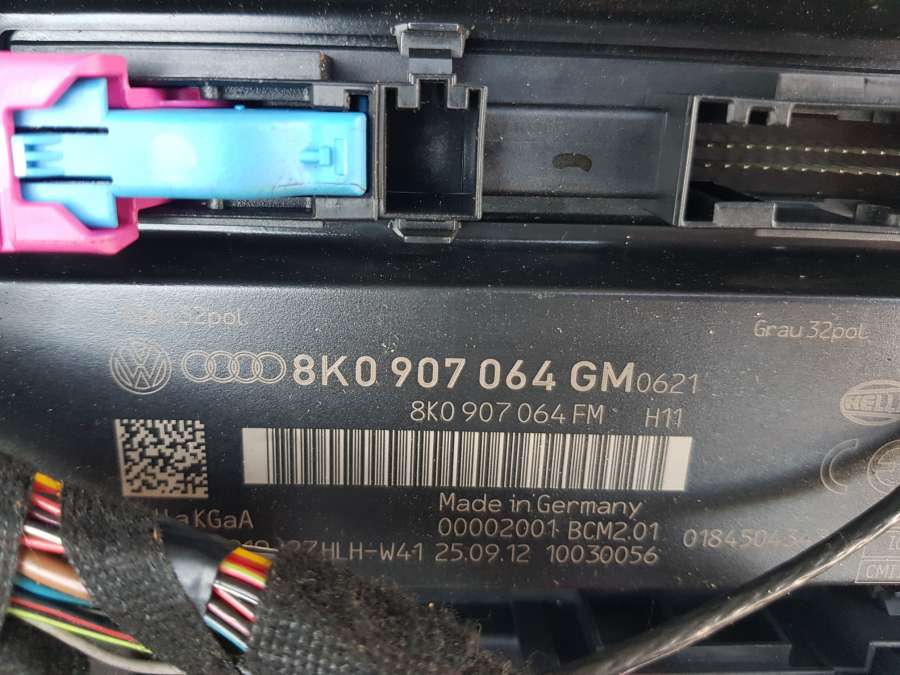 32pol
Grau 32pol
8K0 907 064 GM 0621
8K0 907 064 FM H11
Made in Germany
KGaA
00002001 BCM2.01
HLH-W41 25.09.12 10030056